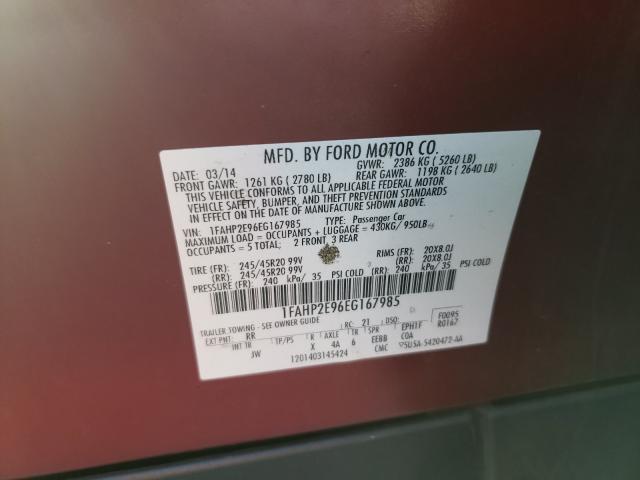 MFD. BY FORD MOTOR CO.
DATE: 03/14 GVWR: 2386 KG ( 5260 LB)
FRONT GAWR: 1261 KG ( 2780 LB) REAR GAWR: 1198 KG ( 2640 LB)
THIS VEHICLE CONFORMS TO ALL APPLICABLE FEDERAL MOTOR
VEHICLE SAFETY, BUMPER, AND THEFT PREVENTION STANDARDS
IN EFFECT ON THE DATE OF MANUFACTURE SHOWN ABOVE.
VIN: 1FAHP2E96EG167985 TYPE: Passenger Car
MAXIMUM LOAD = OCCUPANTS + LUGGAGE = 430KG/ 950LB
OCCUPANTS = 5 TOTAL; 2 FRONT, 3 REAR
TIRE (FR): 245/45R20 99V RIMS (FR): 20X8.0J
(RR): 245/45R20 99V (RR): 20X8.0J
PRESSURE (FR): 240 kPa/ 35 PSI COLD (RR): 240 kPa/ 35 PSI COLD
1FAHP2E96EG167985
TRAILER TOWING - SEE OWNER GUIDE F0095
EXT PNT: RR RC: 21 DSO: R0167
INT TR TP/PS R AXLE TR SPR EPH1F
JW X 4A 6 EEBB COA
1201403145424 CMC 5U5A-5420472-AA